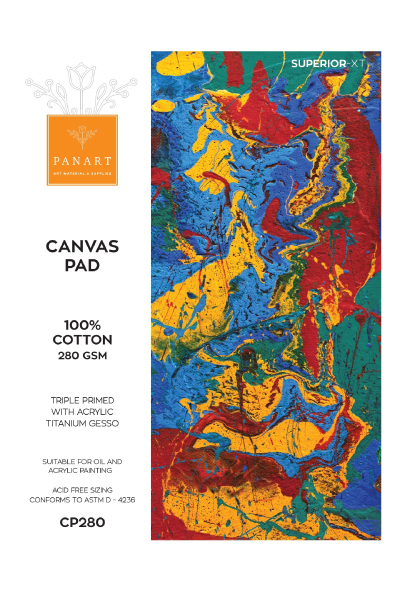 SUPERIOR-XT
PANART
ART MATERIAL & SUPPLIES
CANVAS
PAD
100%
COTTON
280 GSM
TRIPLE PRIMED
WITH ACRYLIC
TITANIUM GESSO
SUITABLE FOR OIL AND
ACRYLIC PAINTING
ACID FREE SIZING
CONFORMS TO ASTM D - 4236
CP280